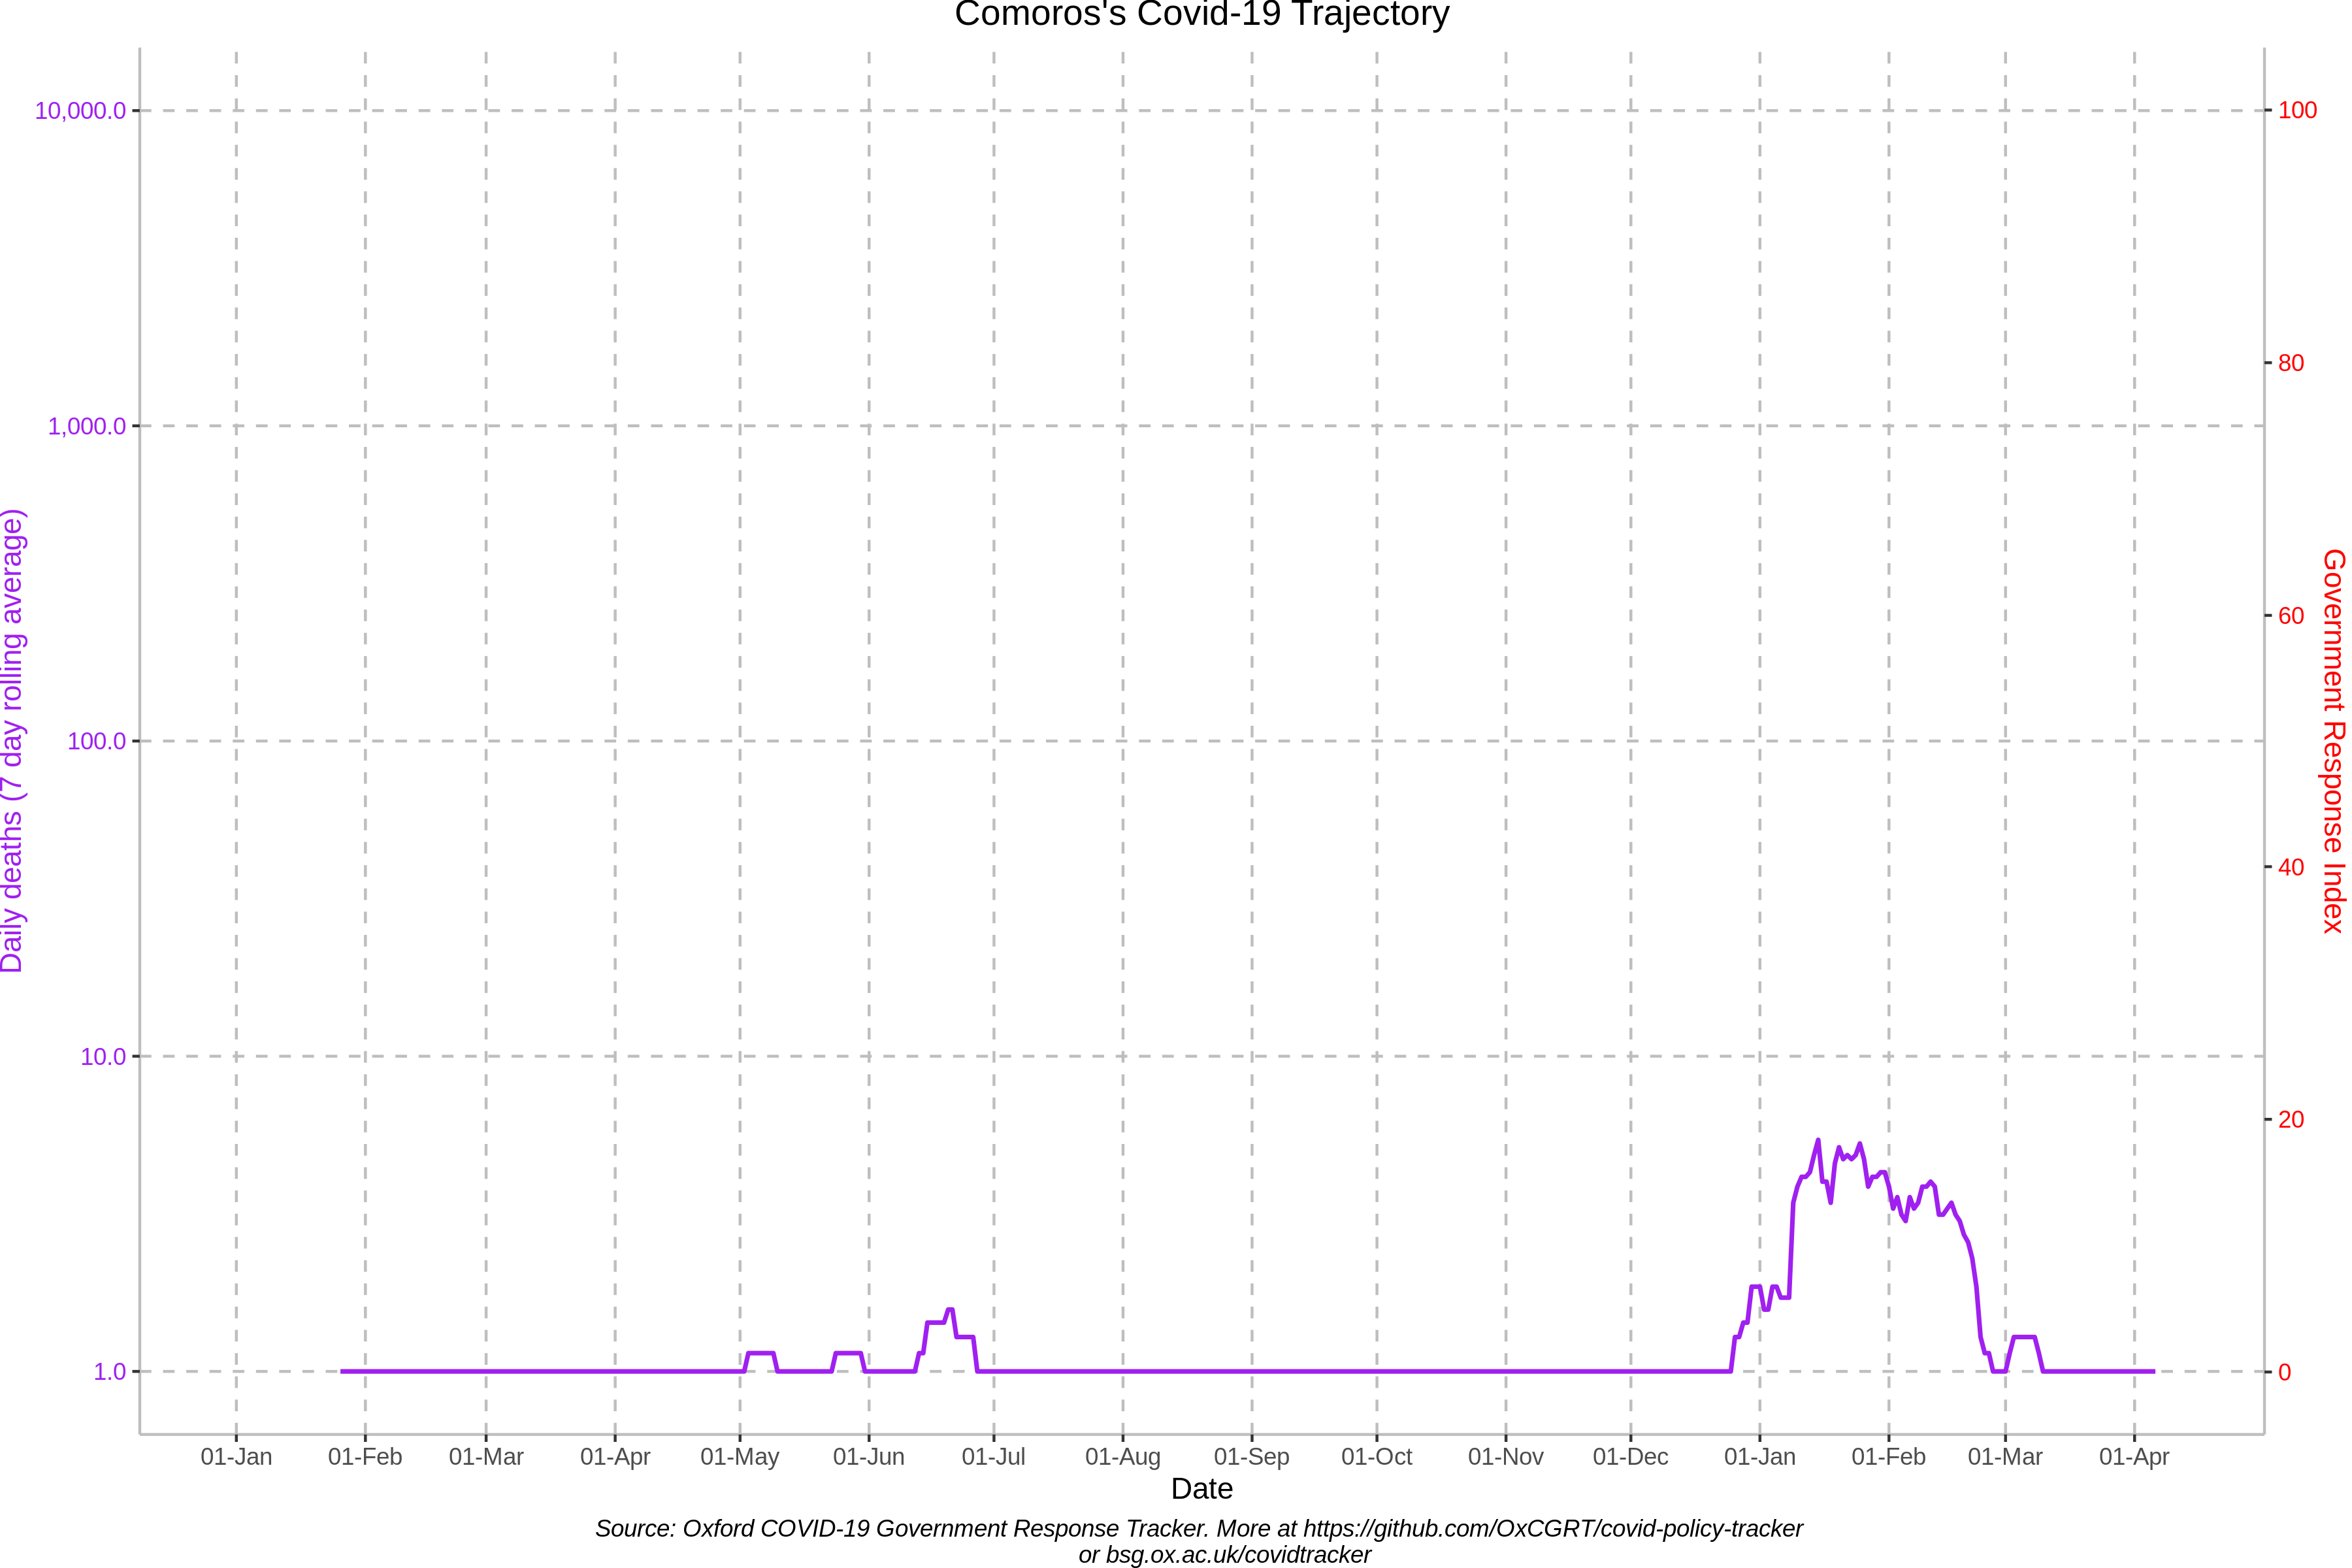 Comoros's Covid-19 Trajectory
10,000.0
1,000.0
100.0
10.0
1.0
Daily deaths (7 day rolling average)
100
80
60
40
20
0
Government Response Index
01-Jan 01-Feb 01-Mar 01-Apr 01-May 01-Jun 01-Jul 01-Aug 01-Sep 01-Oct 01-Nov 01-Dec 01-Jan 01-Feb 01-Mar 01-Apr
Date
Source: Oxford COVID-19 Government Response Tracker. More at https://github.com/OxCGRT/covid-policy-tracker
or bsg.ox.ac.uk/covidtracker